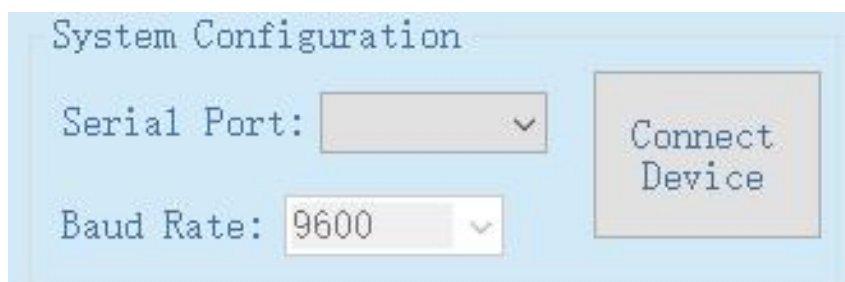 System Configuration
Serial Port:
Connect
Device
Baud Rate: 9600